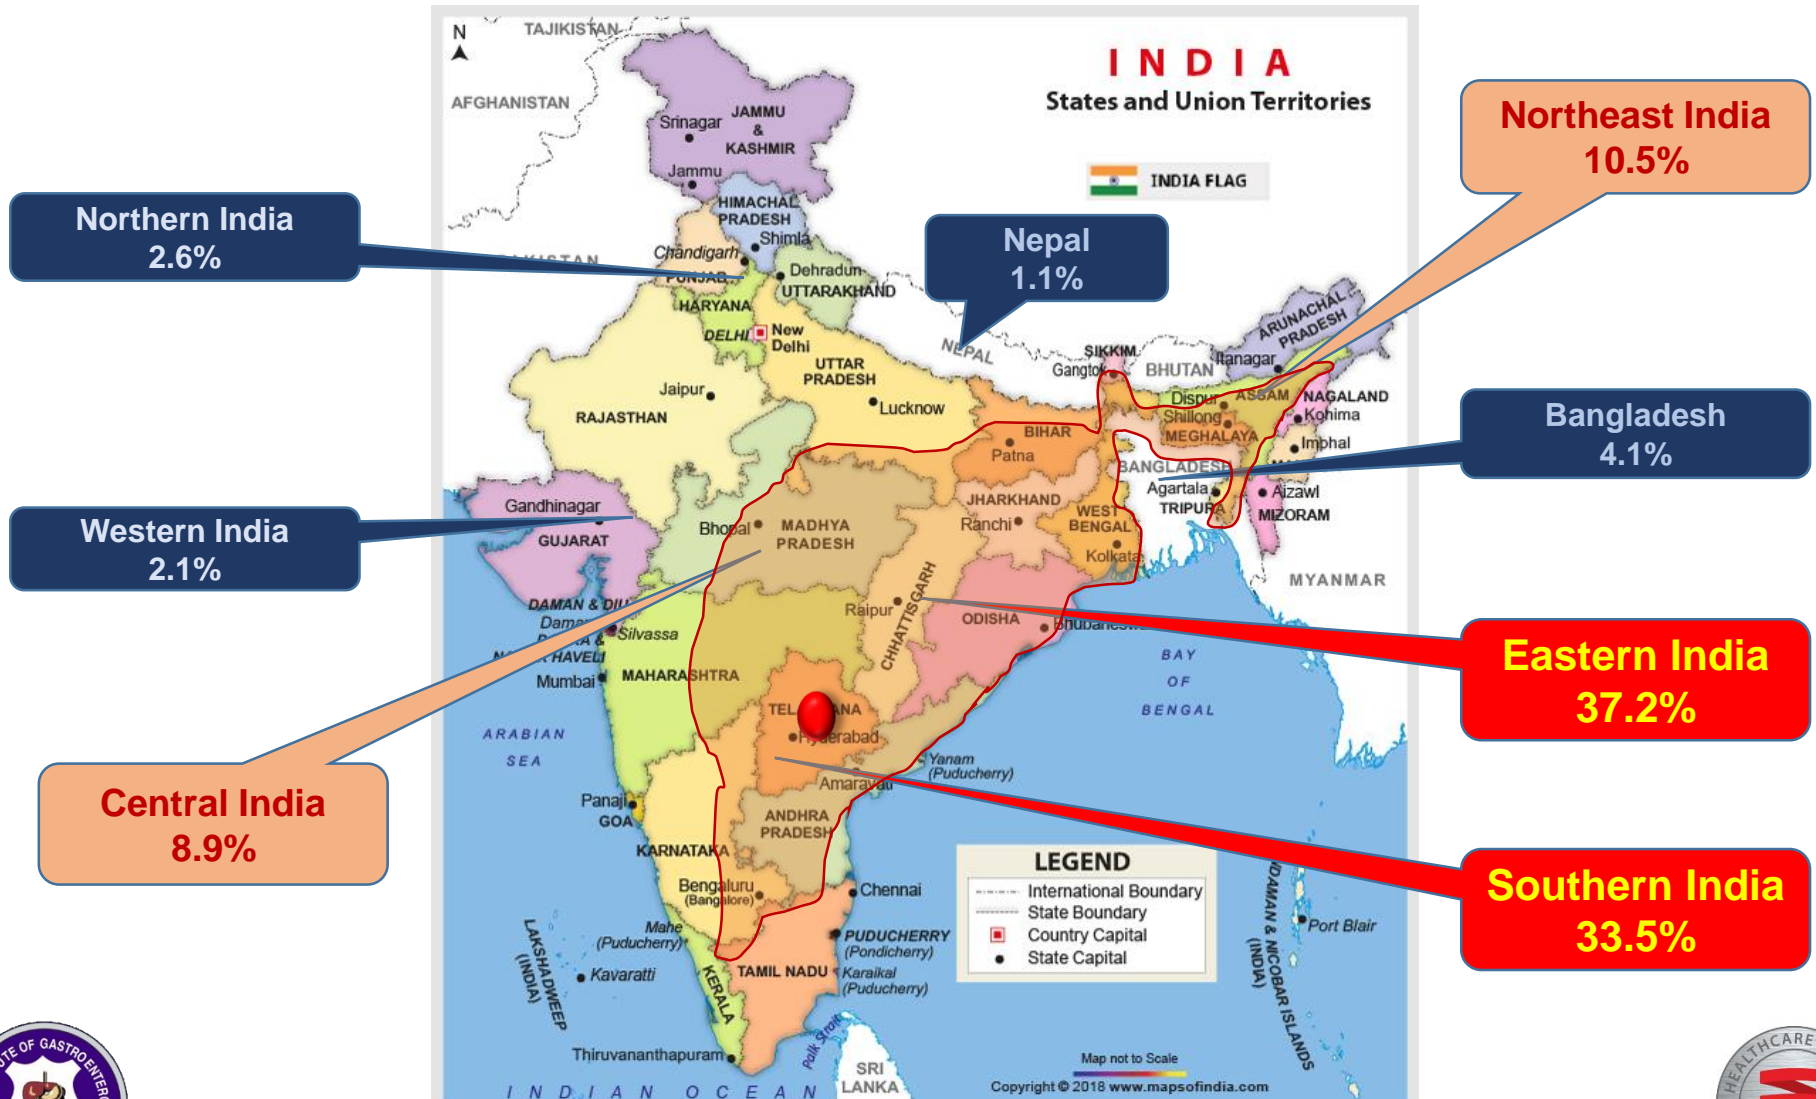 N
TAJIKISTAN
AFGHANISTAN
INDIA
States and Union Territories
INDIA FLAG
Northeast India
10.5%
Northern India
2.6%
Nepal
1.1%
Bangladesh
4.1%
Western India
2.1%
Eastern India
37.2%
Central India
8.9%
Southern India
33.5%
JAMMU
&
KASHMIR
Srinagar
Jammu
HIMACHAL
PRADESH
Shimla
Chandigarh
PUNJAB
Dehradun
UTTARAKHAND
HARYANA
DELHI
New
Delhi
UTTAR
PRADESH
Lucknow
Jaipur
RAJASTHAN
NEPAL
SIKKIM
Gangtok
BHUTAN
ARUNACHAL
PRADESH
Itanagar
Dispur
ASSAM
NAGALAND
Kohima
Shillong
MEGHALAYA
Imphal
BANGLADESH
Agartala
TRIPURA
Aizawl
MIZORAM
MYANMAR
BIHAR
Patna
JHARKHAND
Ranchi
WEST
BENGAL
Kolkata
Gandhinagar
GUJARAT
Bhopal
MADHYA
PRADESH
CHHATTISGARH
Raipur
ODISHA
DAMAN & DIU
Silvassa
MAHARASHTRA
Mumbai
ARABIAN
SEA
BAY
OF
BENGAL
Hyderabad
Yanam
(Puducherry)
Amaravati
ANDHRA
PRADESH
Panaji
GOA
KARNATAKA
Bengaluru
(Bangalore)
Chennai
Mahe
(Puducherry)
PUDUCHERRY
(Pondicherry)
TAMIL NADU
Karaikal
(Puducherry)
KERALA
LAKSHADWEEP
(INDIA)
Kavaratti
Thiruvananthapuram
Palk Strait
SRI
LANKA
INDIAN OCEAN
LEGEND
International Boundary
State Boundary
Country Capital
State Capital
& NICOBAR ISLANDS
(INDIA)
Port Blair
Map not to Scale
Copyright © 2018 www.mapsofindia.com
OF GASTROENTERO
HEALTHCARE